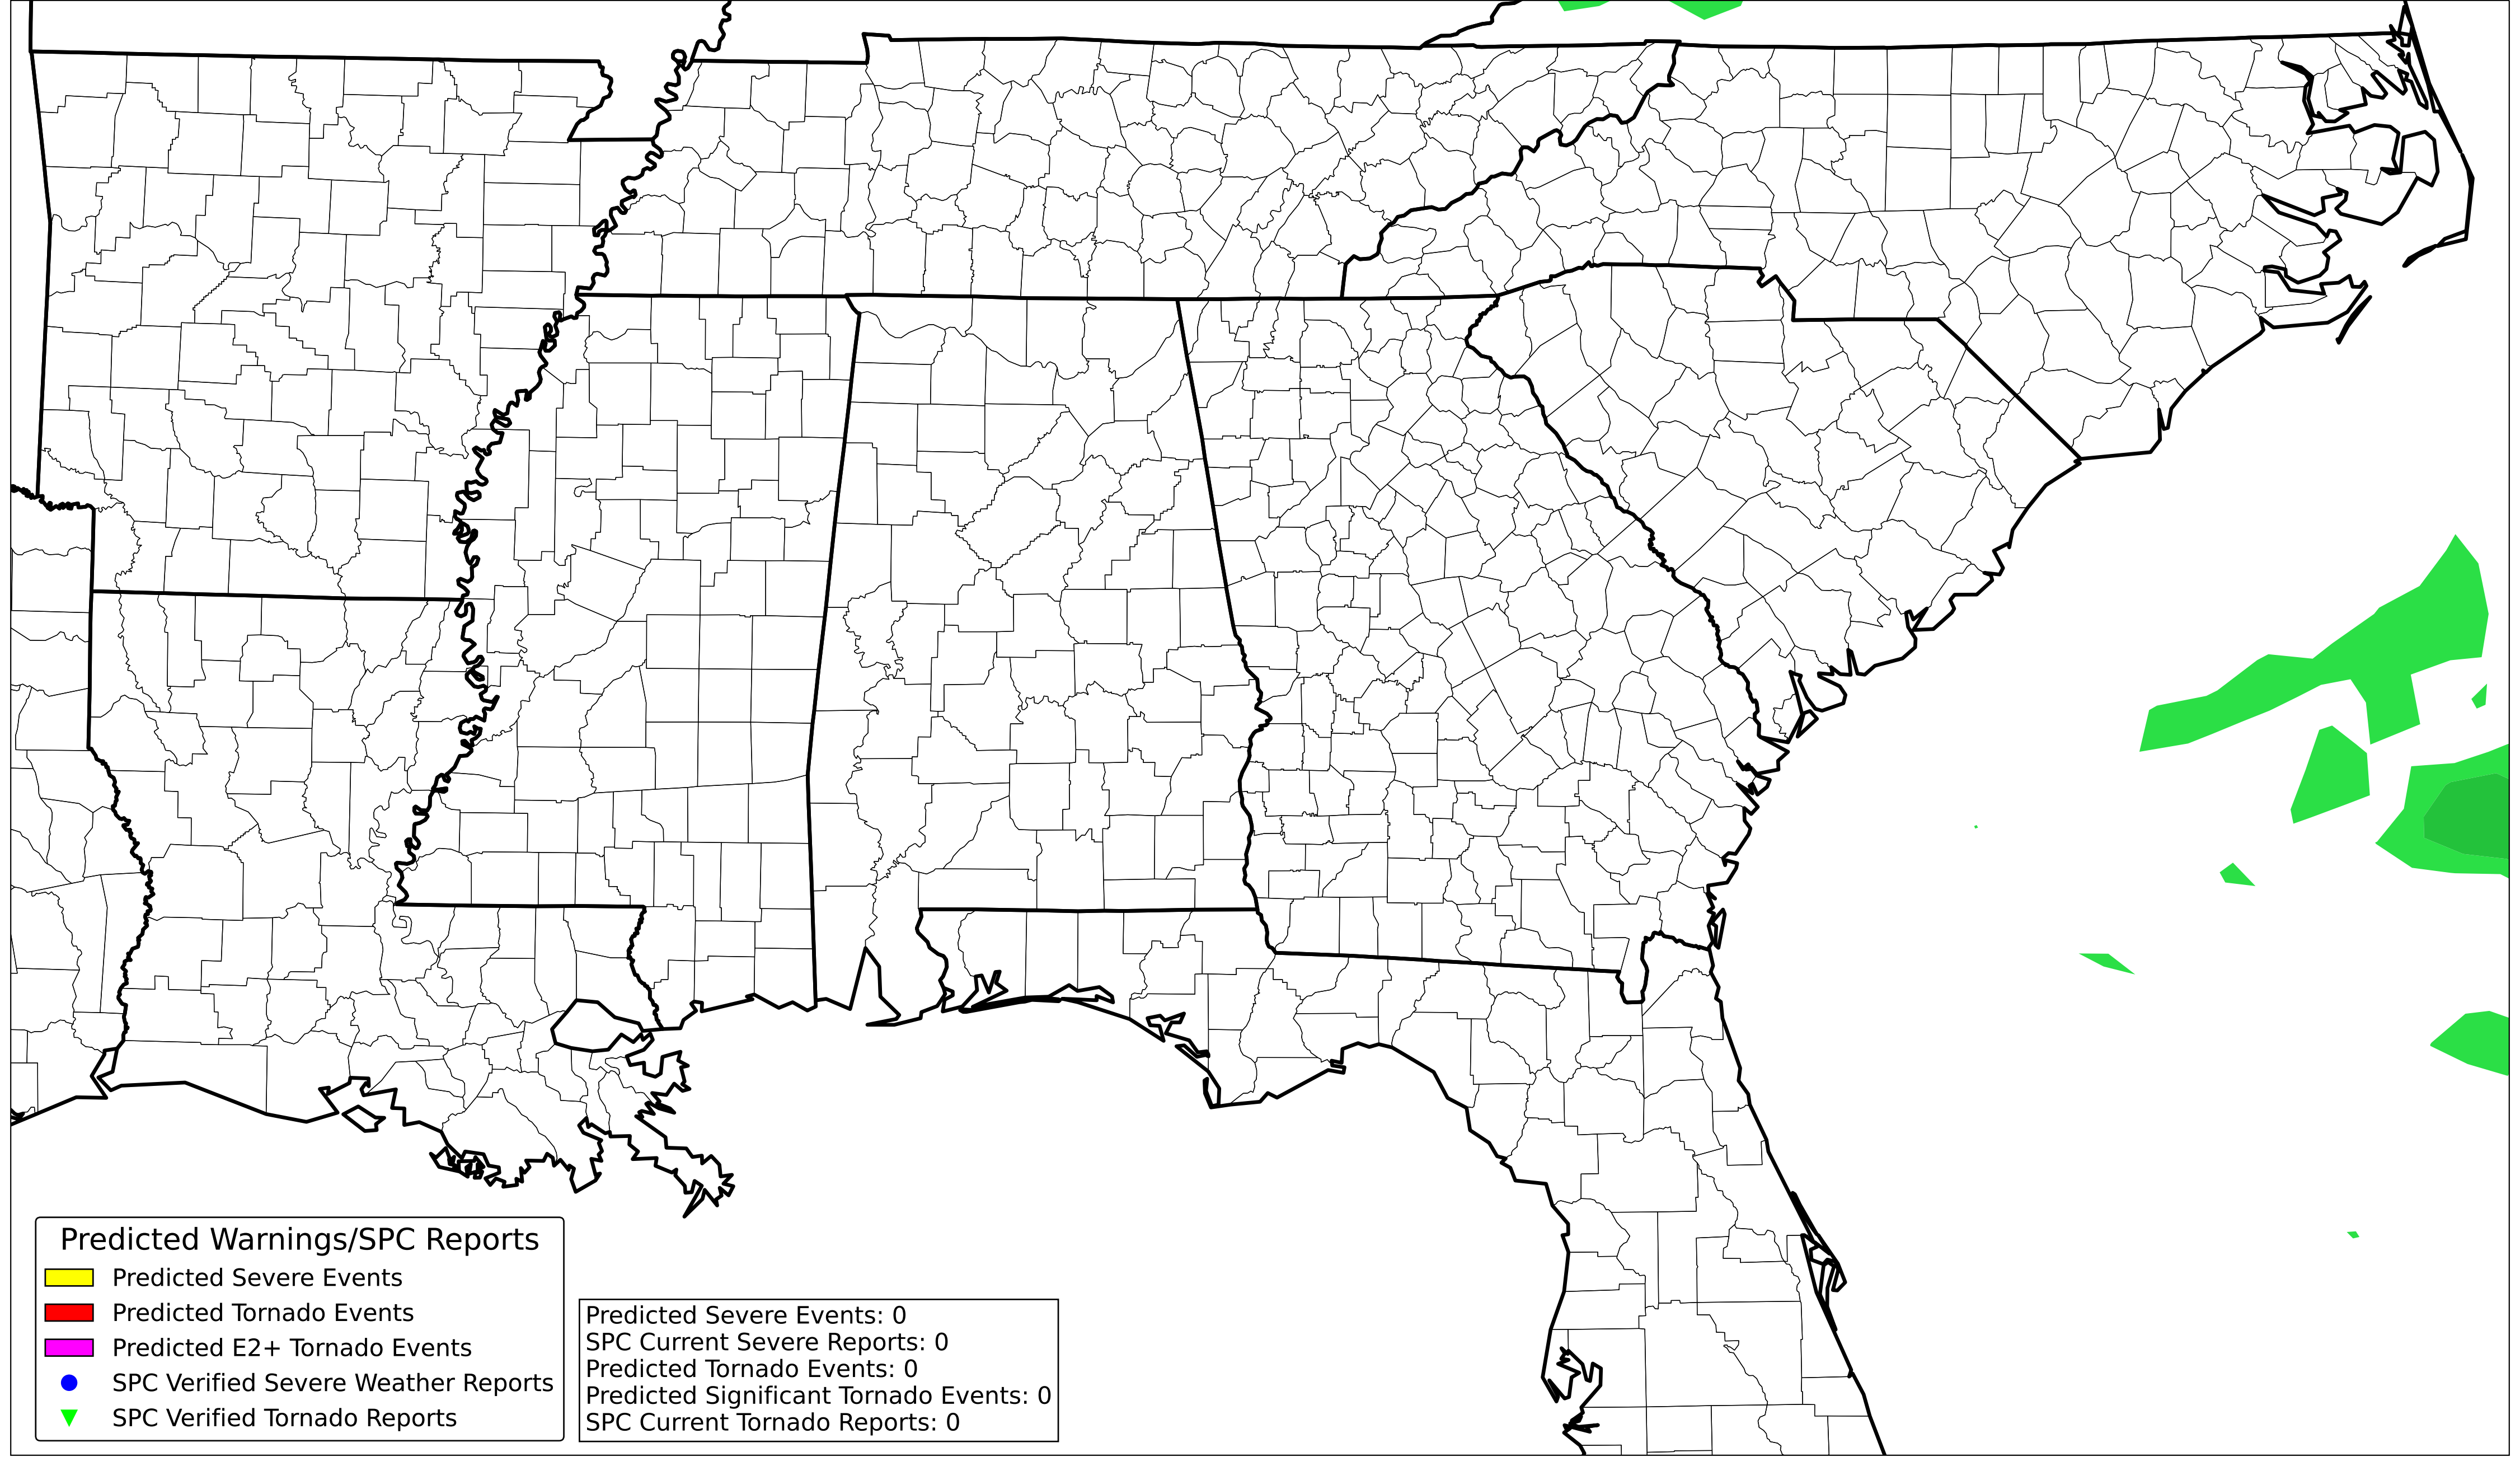 Predicted Warnings/SPC Reports
Predicted Severe Events
Predicted Tornado Events
Predicted E2+ Tornado Events
SPC Verified Severe Weather Reports
SPC Verified Tornado Reports
Predicted Severe Events: 0
SPC Current Severe Reports: 0
Predicted Tornado Events: 0
Predicted Significant Tornado Events: 0
SPC Current Tornado Reports: 0